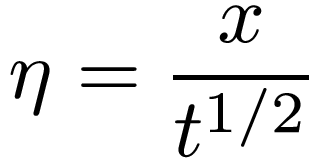 η = x / t^{1/2}